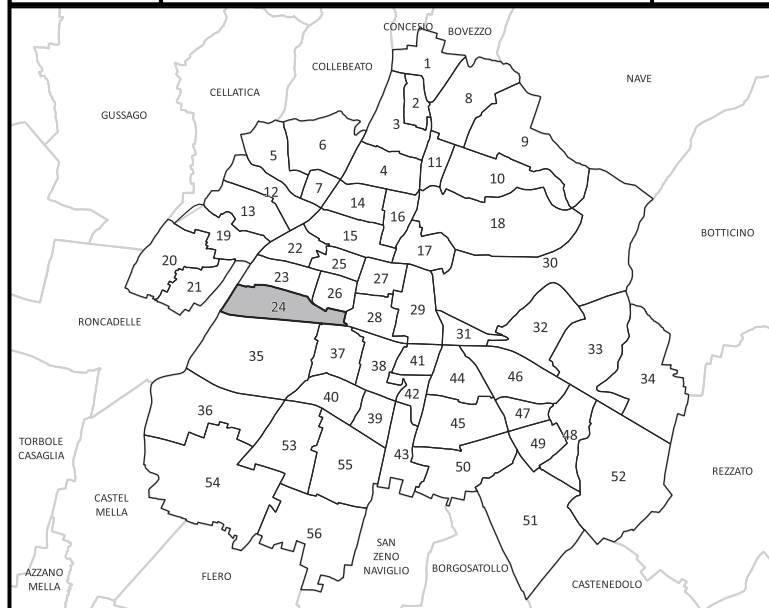 CONCESIO
BOVEZZO
1
COLLEBEATO
NAVE
CELLATICA
8
2
GUSSAGO
3
9
6
5
11
4
10
7
12
14
13
16
18
15
19
BOTTICINO
22
17
20
25
30
23
27
21
26
24
29
28
RONCADELLE
32
31
33
37
35
41
38
46
44
34
42
40
36
47
39
45
48
49
53
43
TORBOLE
CASAGLIA
55
50
REZZATO
52
54
CASTEL
MELLA
51
56
SAN
ZENO
NAVIGLIO
BORGOSATOLLO
AZZANO
MELLA
FLERO
CASTENEDOLO